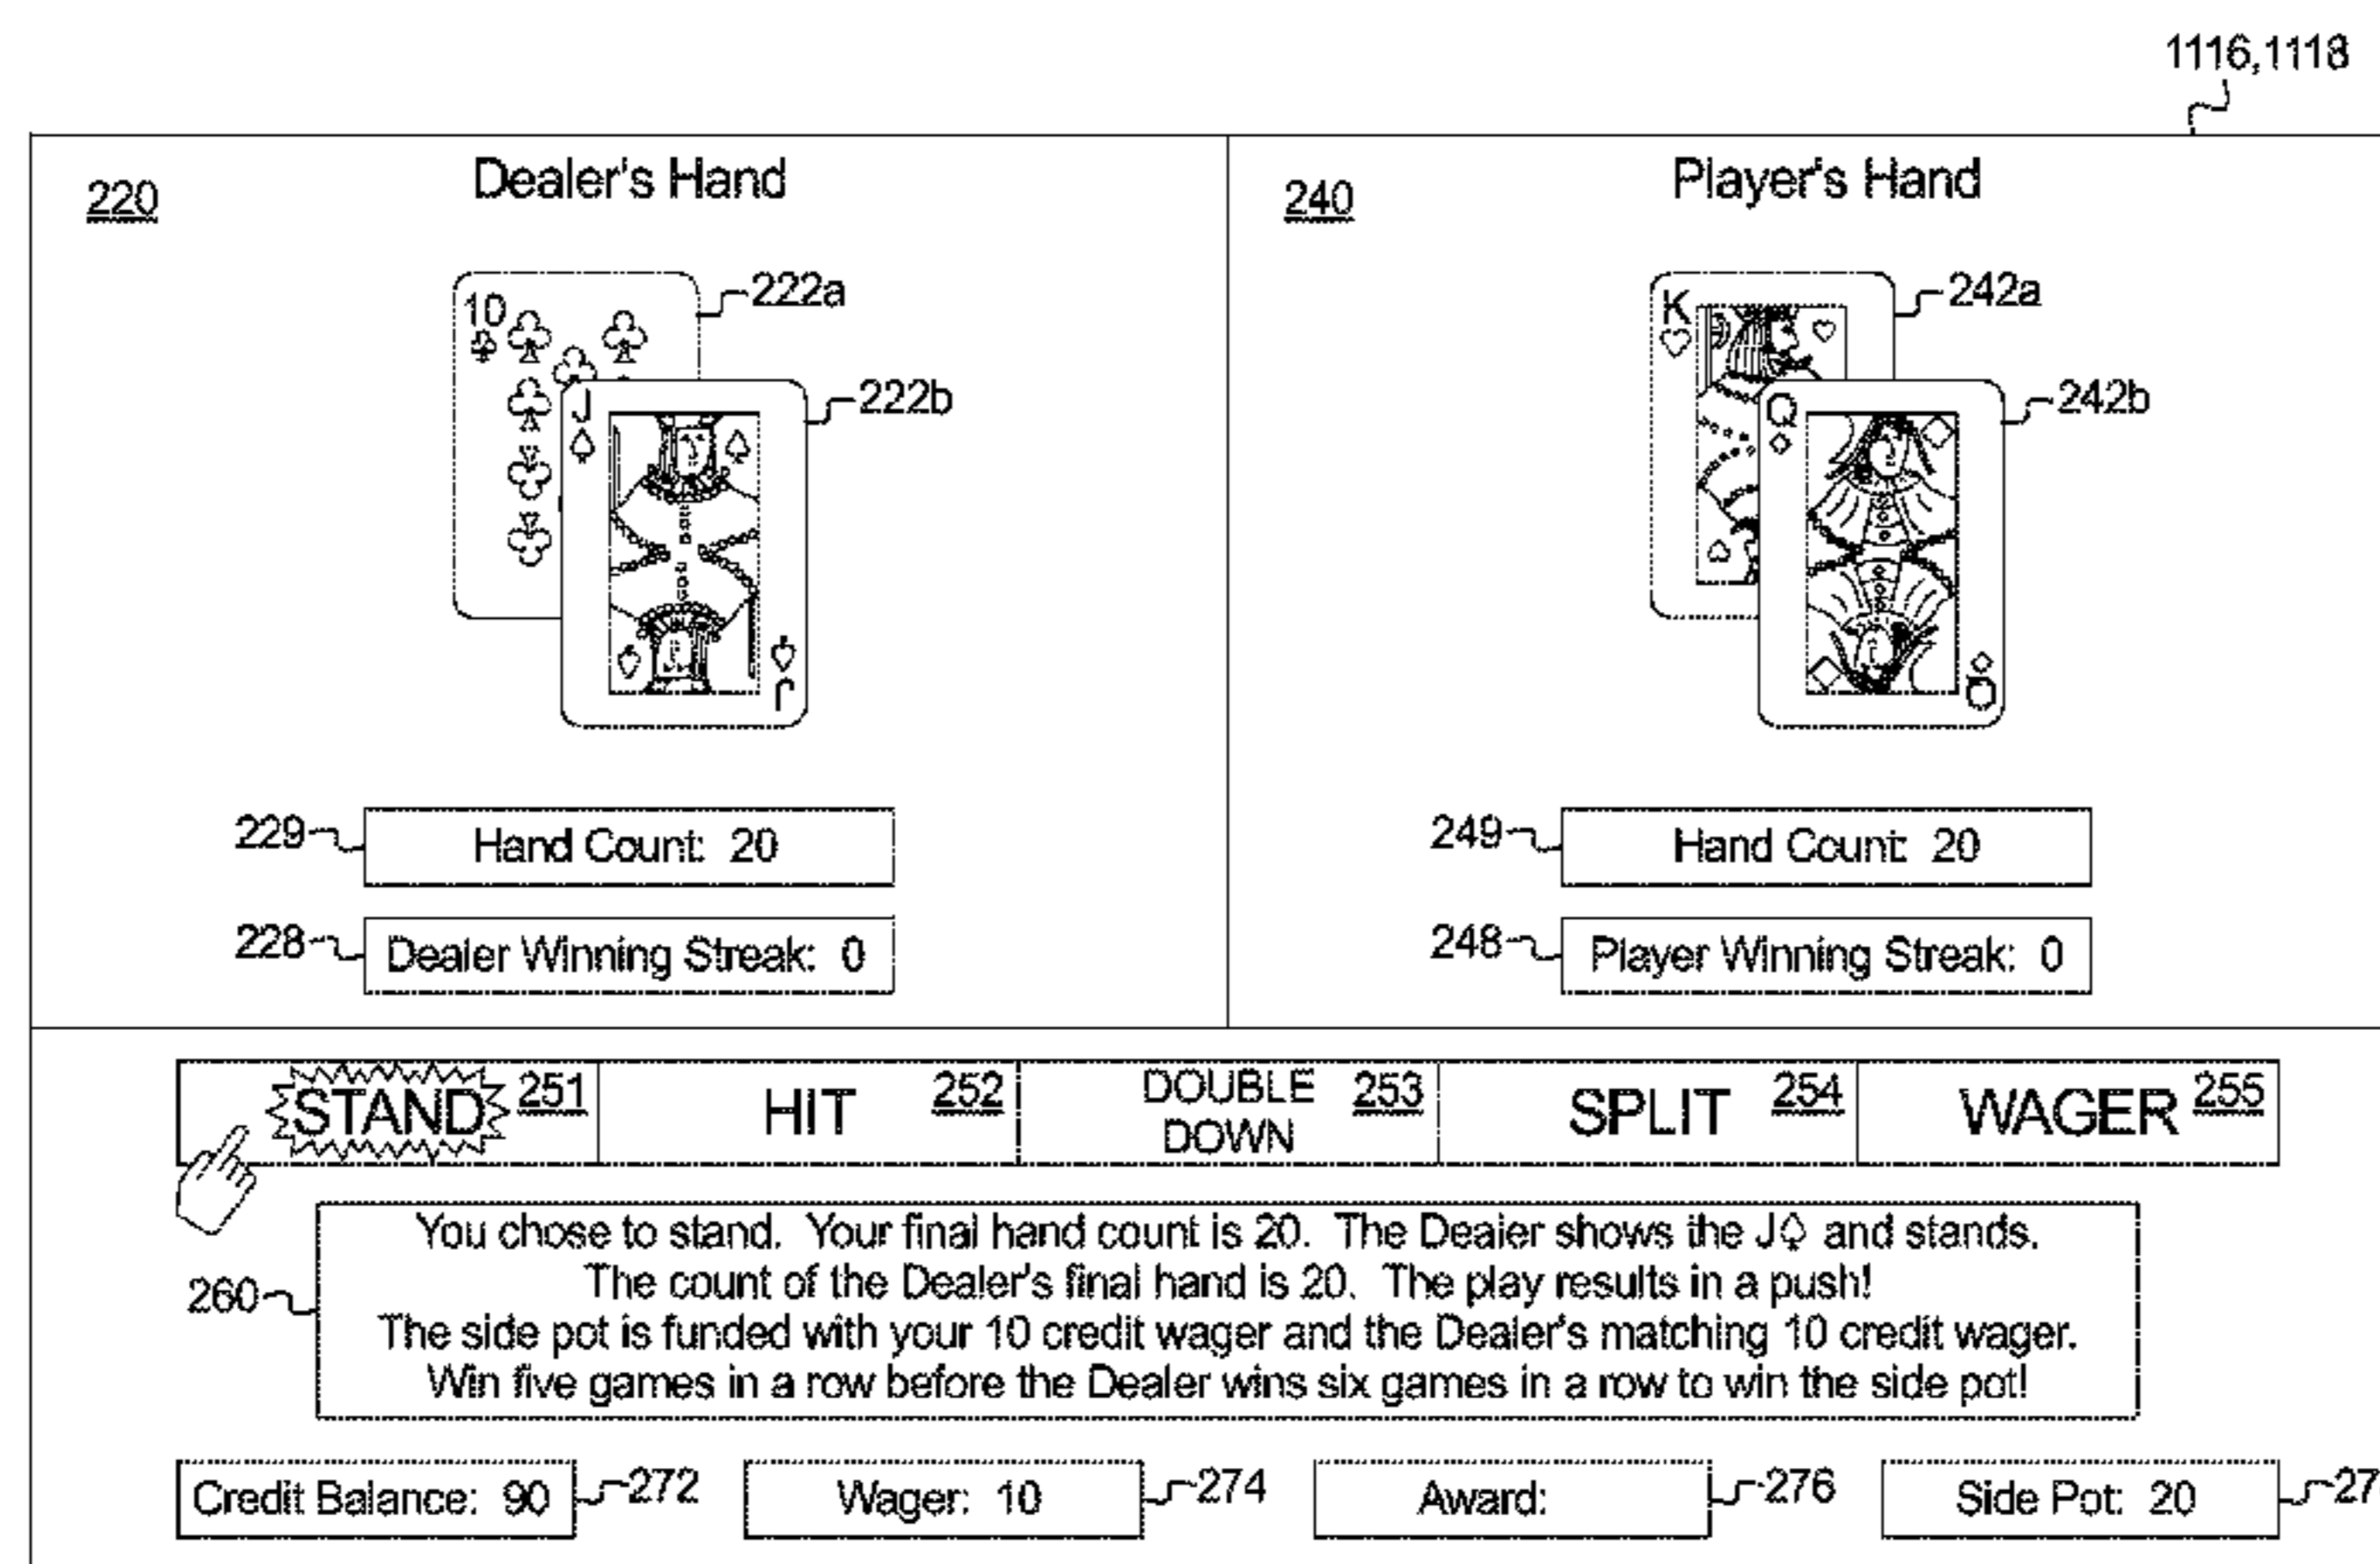 1116,1118
220
Dealer's Hand
240
Player's Hand
10
222a
J
222b
J
K
242a
Q
242b
Q
229
Hand Count: 20
249
Hand Count: 20
228
Dealer Winning Streak: 0
248
Player Winning Streak: 0
STAND 251
HIT 252
DOUBLE DOWN 253
SPLIT 254
WAGER 255
You chose to stand. Your final hand count is 20. The Dealer shows the J♤ and stands.
The count of the Dealer's final hand is 20. The play results in a push!
260
The side pot is funded with your 10 credit wager and the Dealer's matching 10 credit wager.
Win five games in a row before the Dealer wins six games in a row to win the side pot!
Credit Balance: 90
272
Wager: 10
274
Award:
276
Side Pot: 20